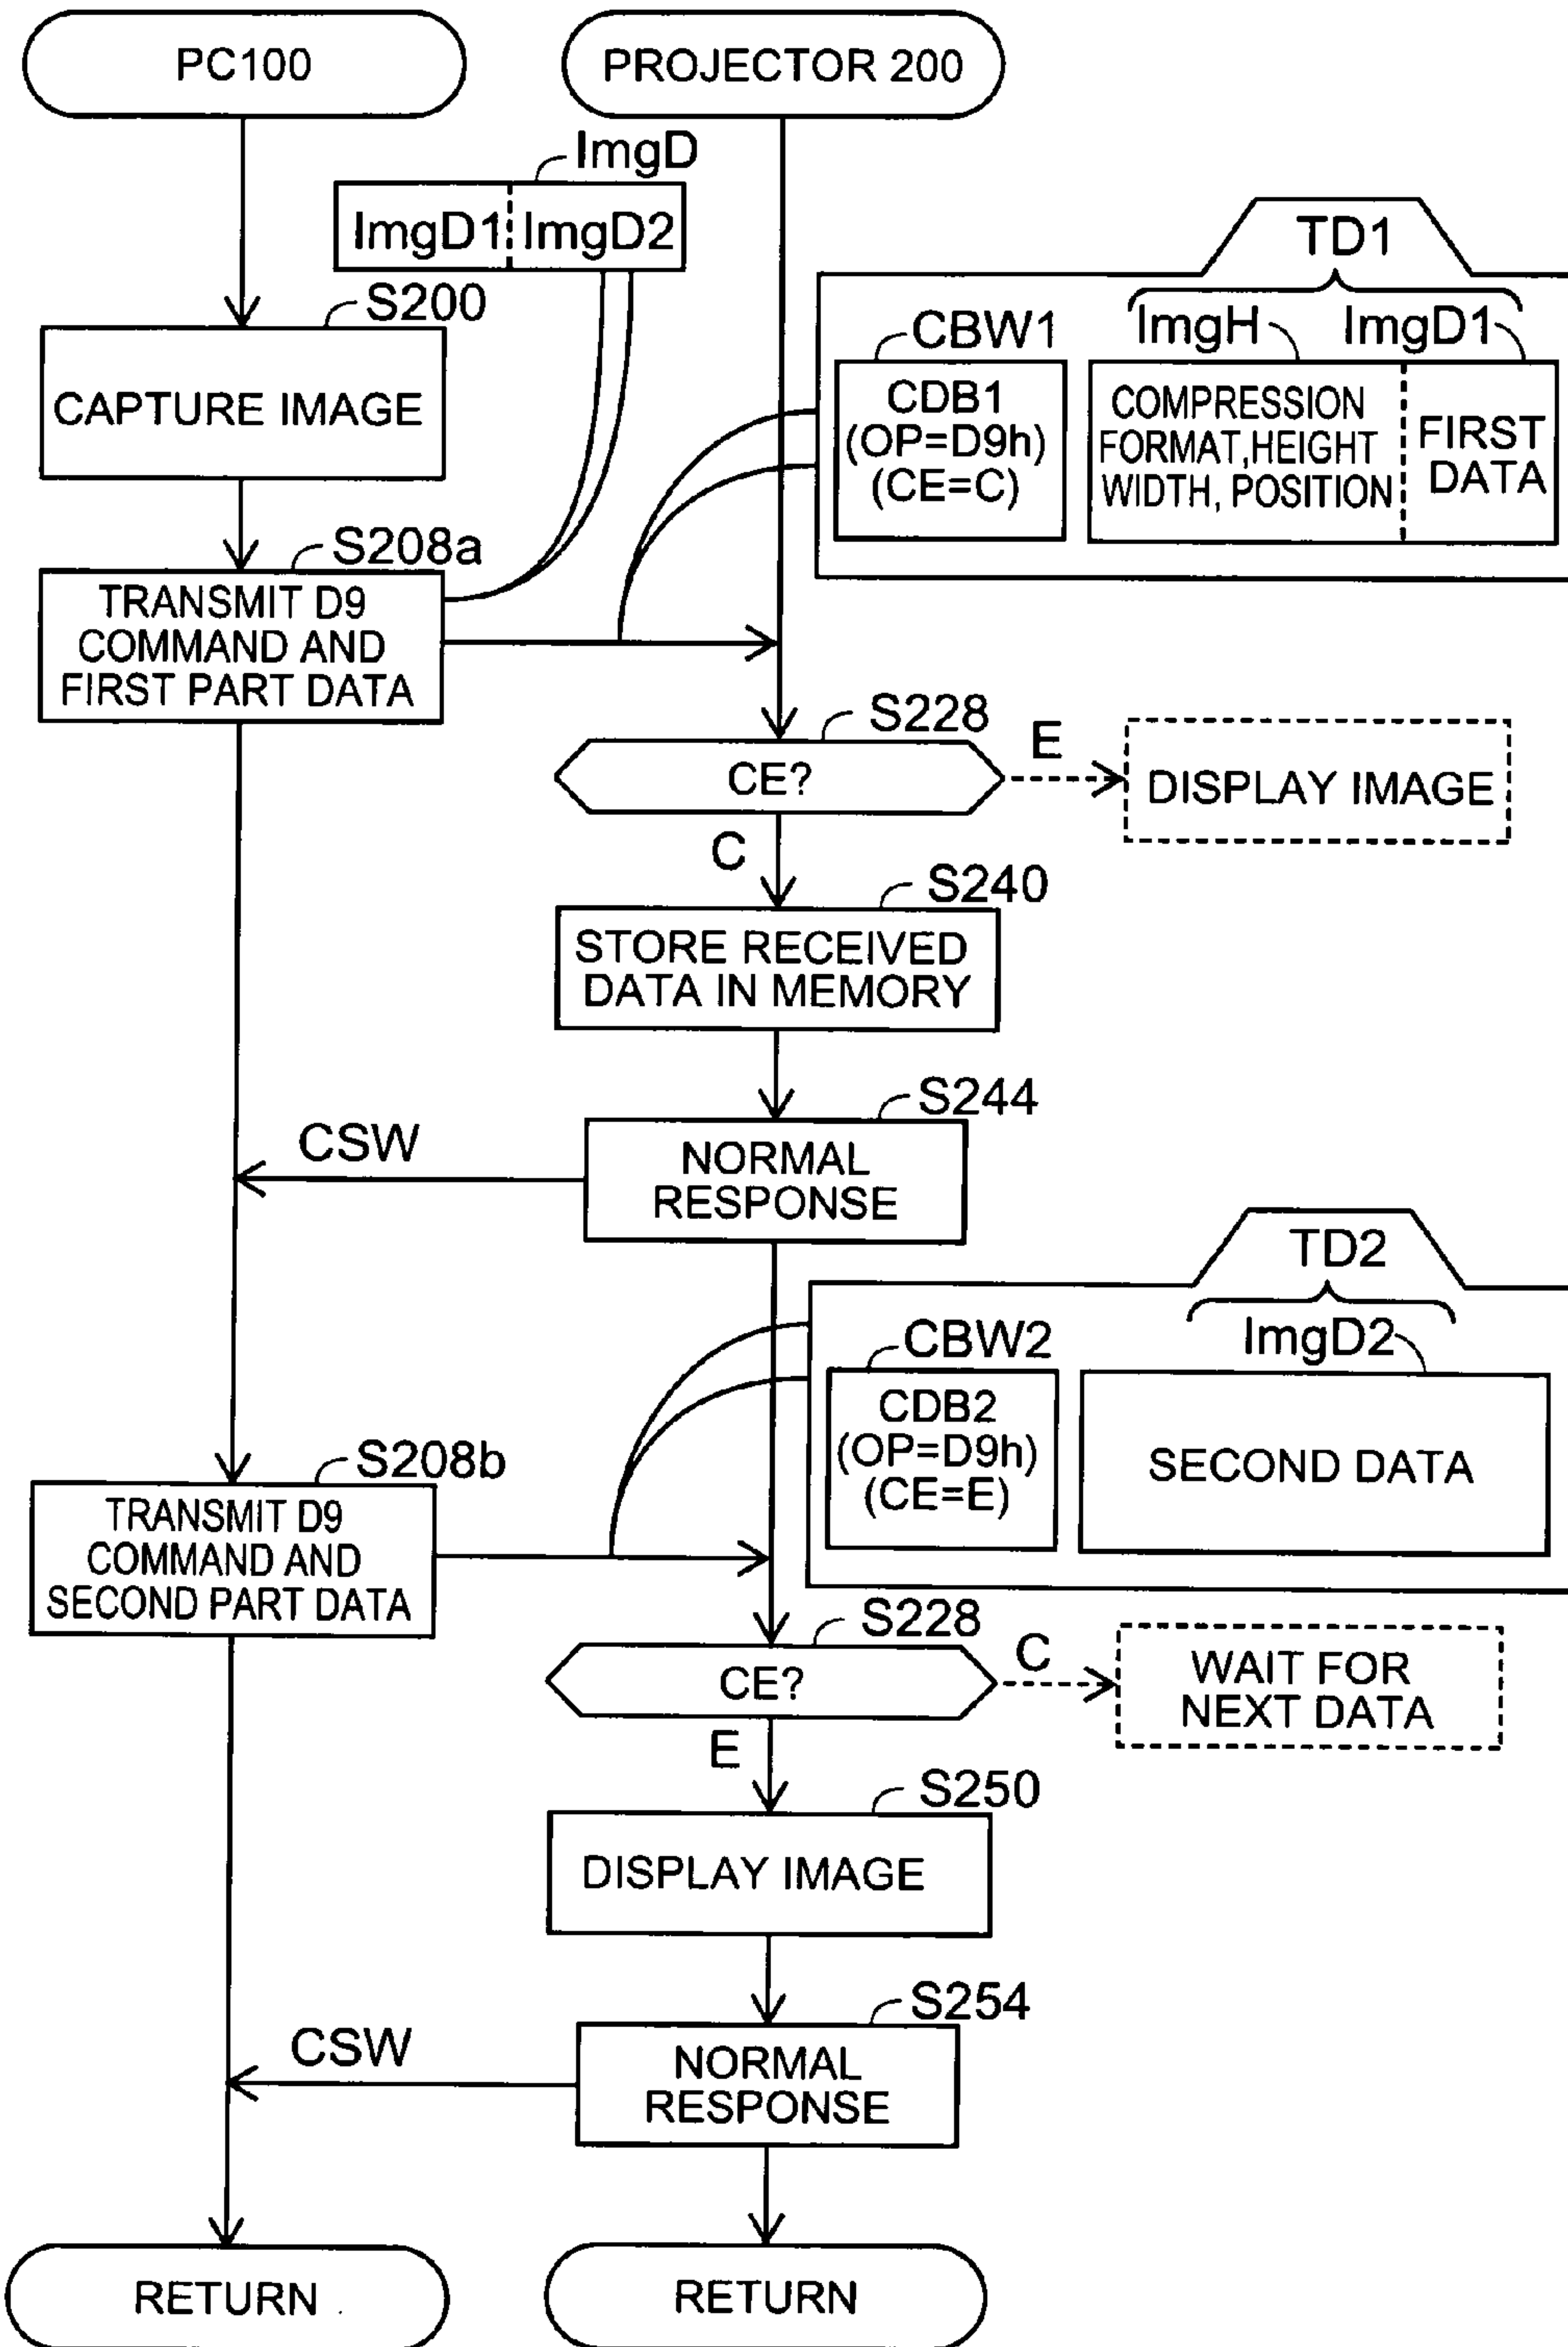 PC100
PROJECTOR 200
ImgD
ImgD1
ImgD2
S200
CAPTURE IMAGE
TD1
ImgH
ImgD1
CBW1
CDB1
(OP=D9h)
(CE=C)
COMPRESSION
FORMAT,HEIGHT
WIDTH, POSITION
FIRST
DATA
S208a
TRANSMIT D9
COMMAND AND
FIRST PART DATA
S228
CE?
E
DISPLAY IMAGE
C
S240
STORE RECEIVED
DATA IN MEMORY
S244
CSW
NORMAL
RESPONSE
TD2
ImgD2
CBW2
CDB2
(OP=D9h)
(CE=E)
SECOND DATA
S208b
TRANSMIT D9
COMMAND AND
SECOND PART DATA
S228
CE?
C
WAIT FOR
NEXT DATA
E
S250
DISPLAY IMAGE
S254
CSW
NORMAL
RESPONSE
RETURN
RETURN